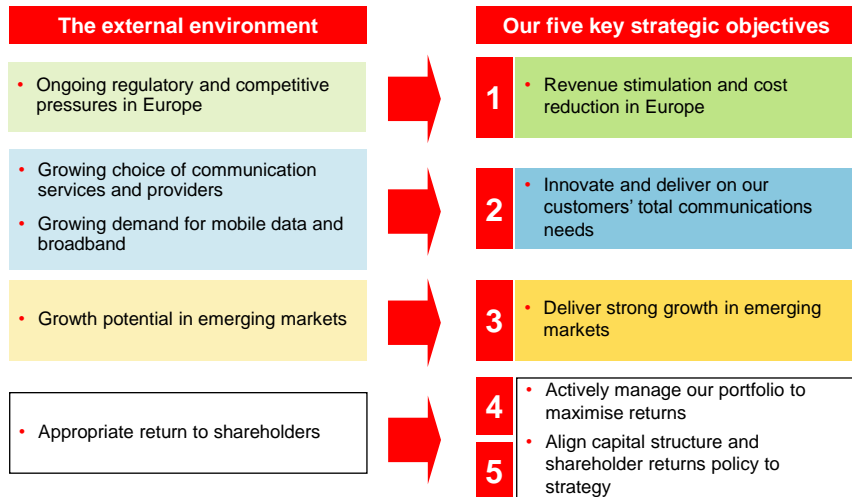 The external environment
Our five key strategic objectives
• Ongoing regulatory and competitive
pressures in Europe
1
• Revenue stimulation and cost
reduction in Europe
• Growing choice of communication
services and providers
• Growing demand for mobile data and
broadband
2
• Innovate and deliver on our
customers’ total communications
needs
• Growth potential in emerging markets
3
• Deliver strong growth in emerging
markets
• Appropriate return to shareholders
4
• Actively manage our portfolio to
maximise returns
5
• Align capital structure and
shareholder returns policy to
strategy